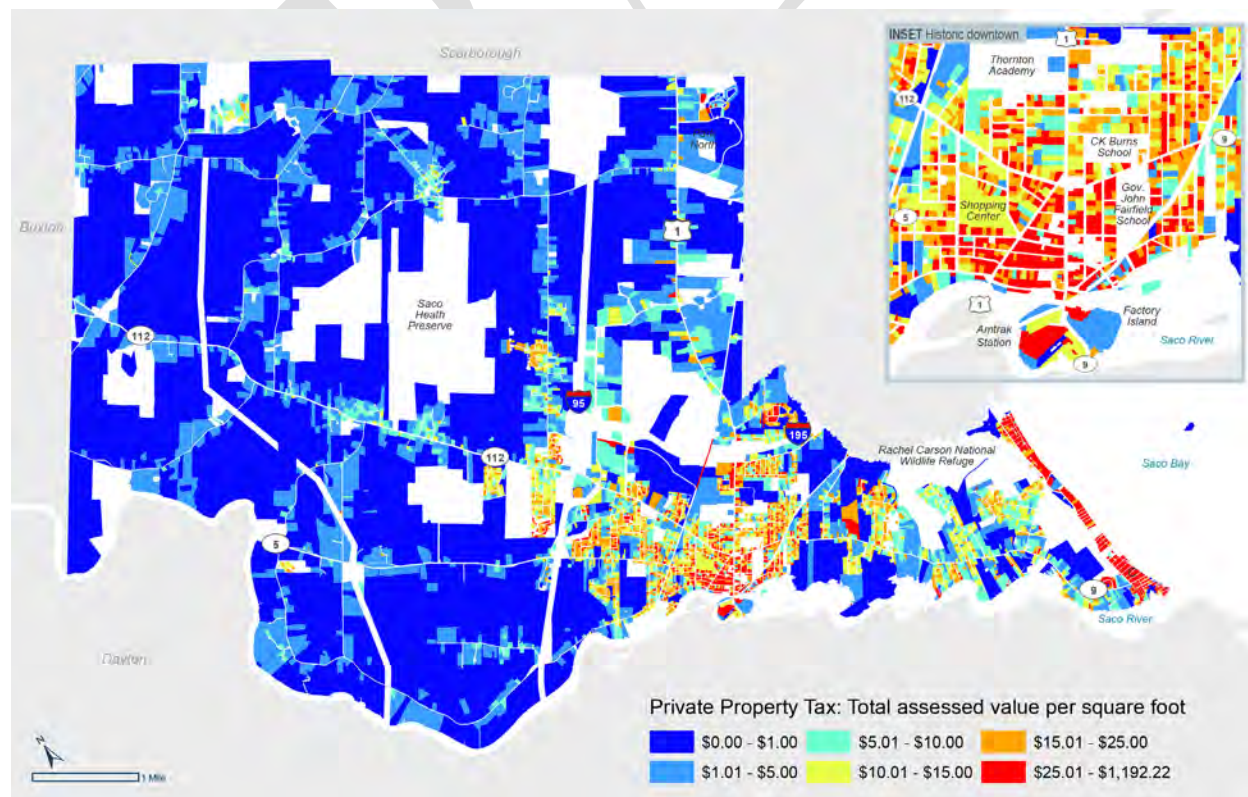 Scarborough
Buxton
Dayton
North
1
Saco
Heath
Preserve
112
95
195
112
5
Rachel Carson National
Wildlife Refuge
Saco Bay
9
Saco River
INSET Historic downtown
1
Thornton
Academy
112
CK Burns
School
9
Gov.
John
Fairfield
School
Shopping
Center
5
1
Amtrak
Station
Factory
Island
Saco River
9
N
1 Mile
Private Property Tax: Total assessed value per square foot
$0.00 - $1.00
$5.01 - $10.00
$15.01 - $25.00
$1.01 - $5.00
$10.01 - $15.00
$25.01 - $1,192.22